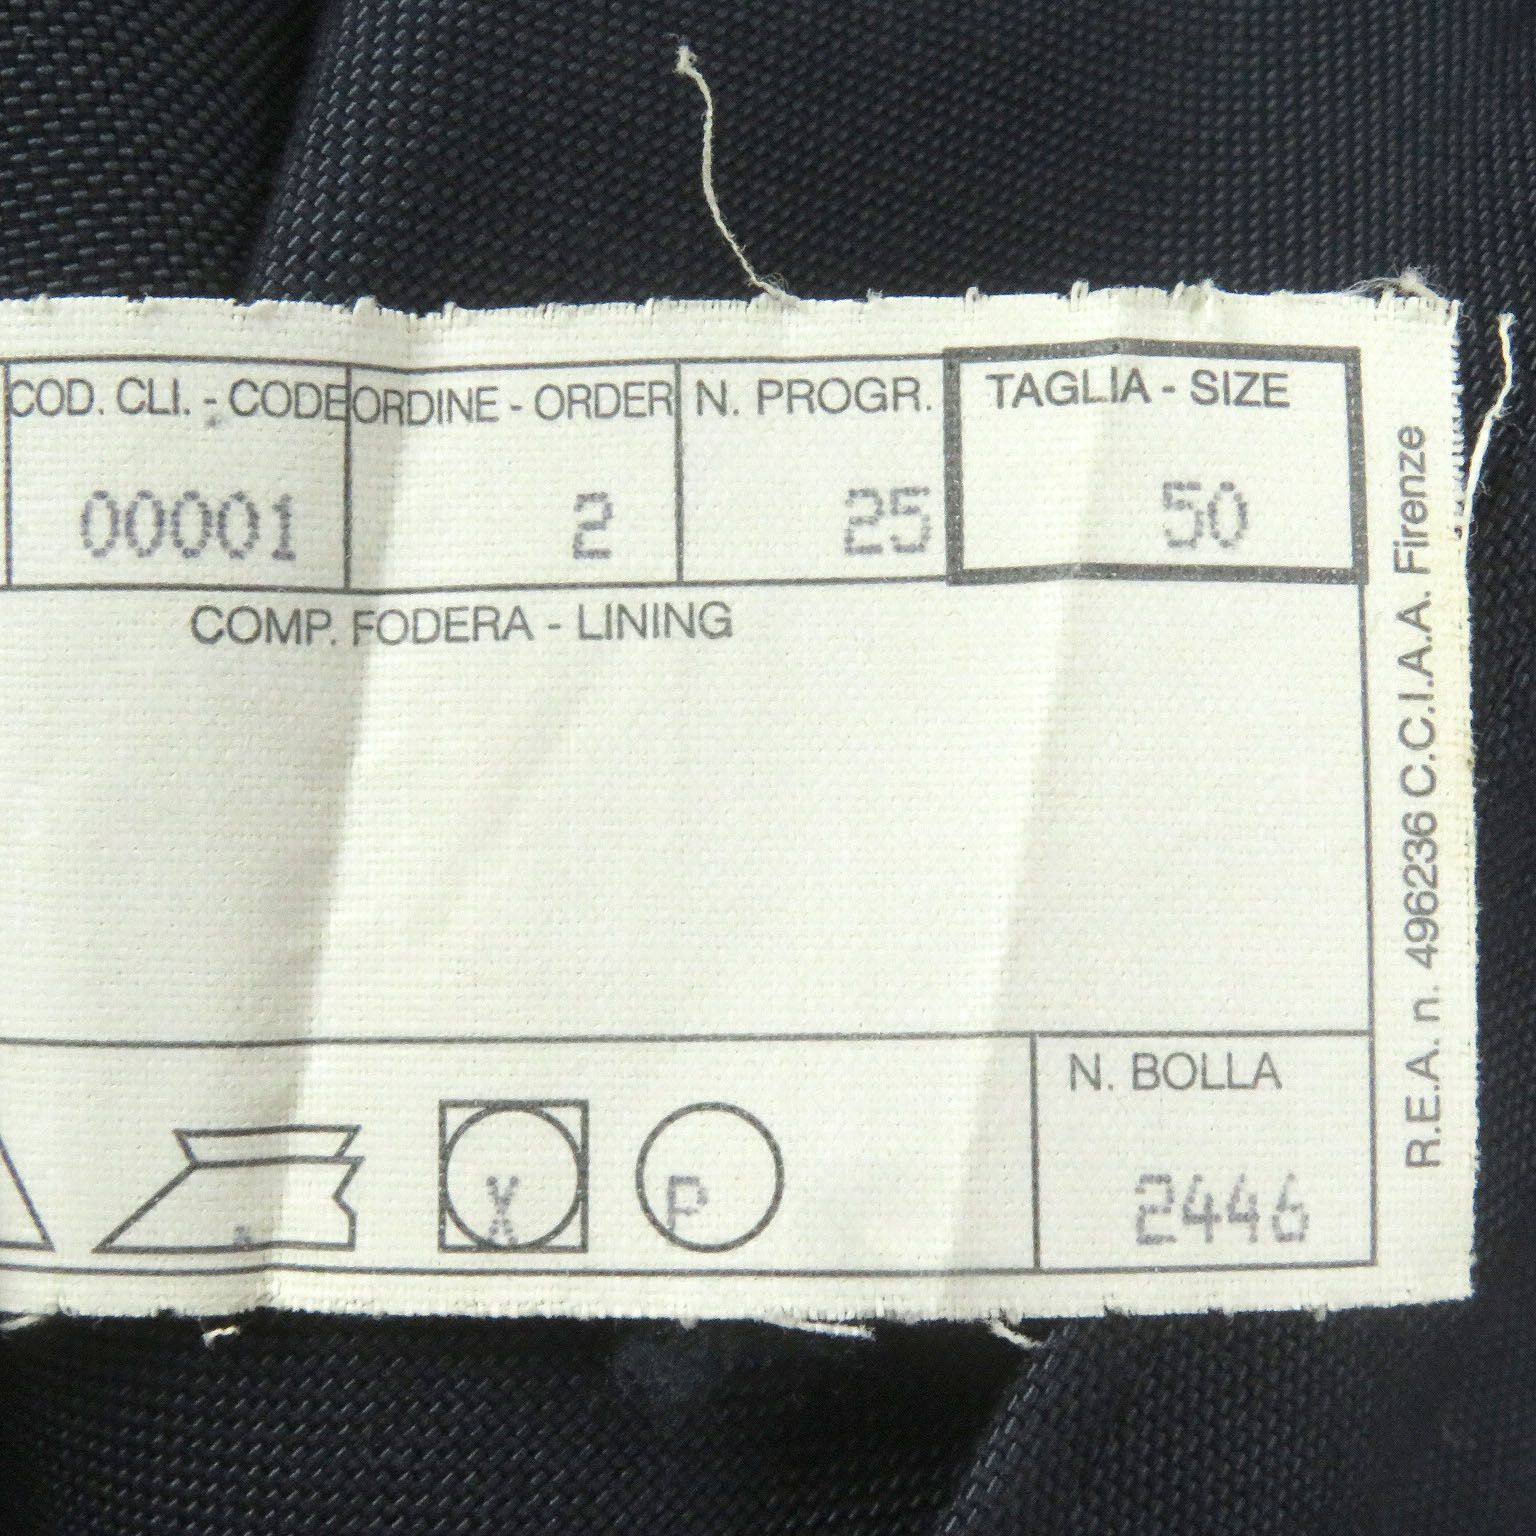 COD. CLI. - CODE ORDINE - ORDER N. PROGR. TAGLIA - SIZE
00001 2 25 50
COMP. FODERA - LINING
N. BOLLA
X P 2446
R.E.A. n. 496236 C.C.I.A.A. Firenze